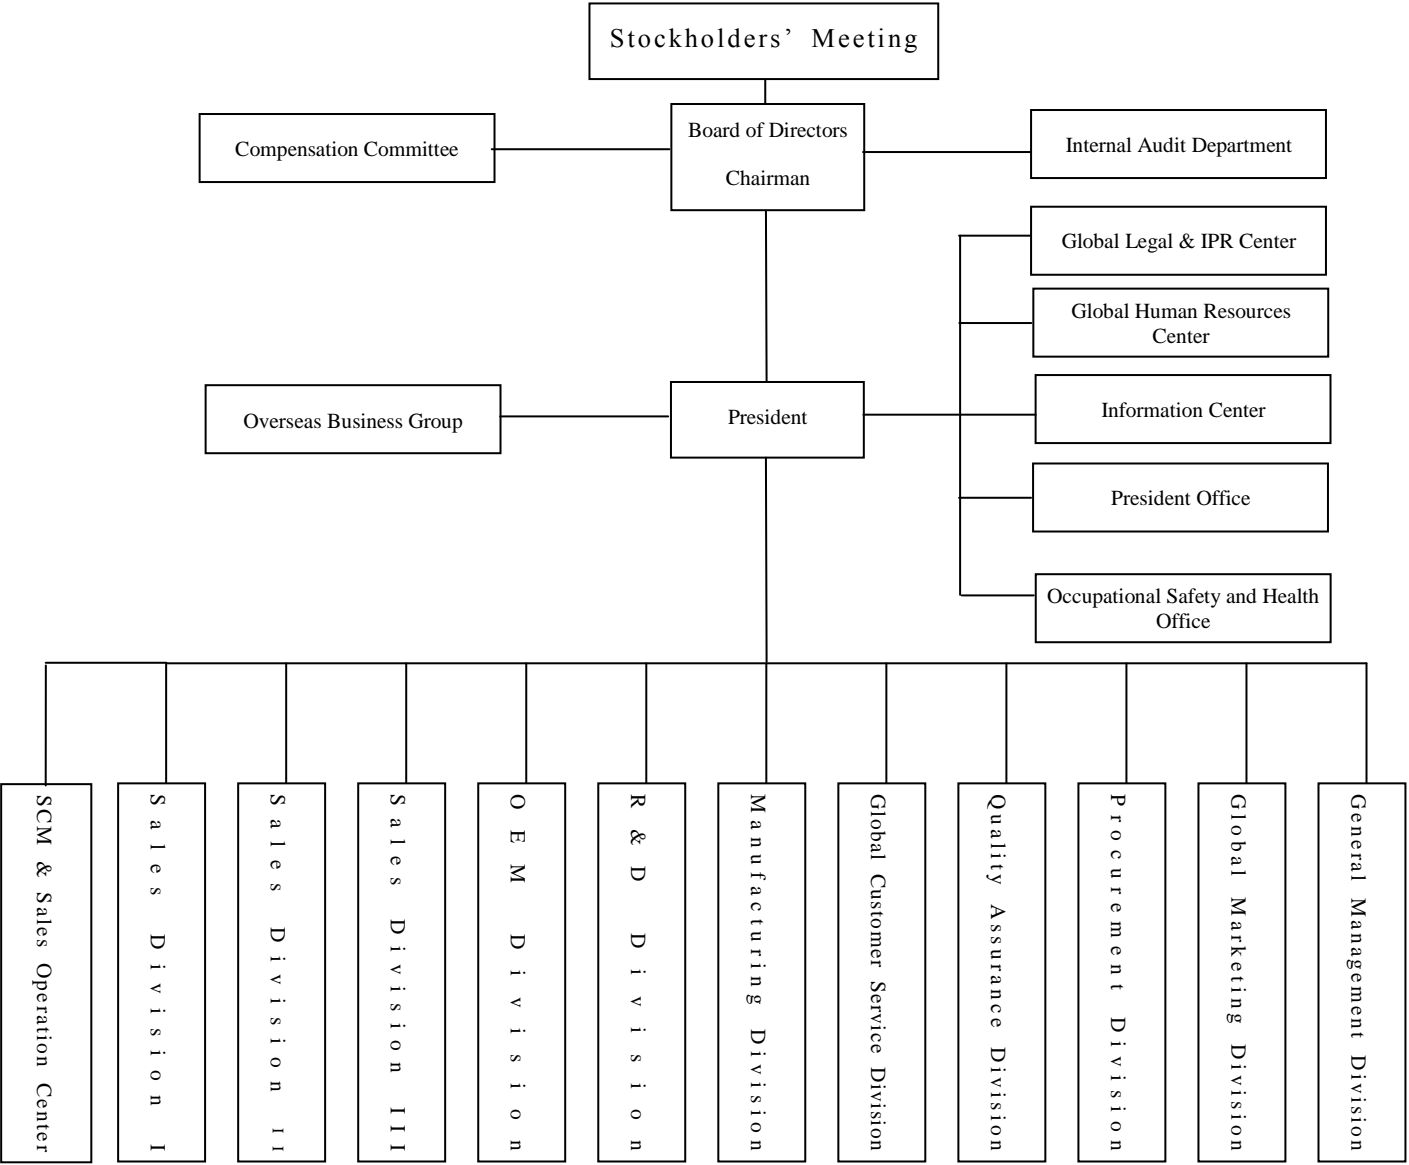 Stockholders’ Meeting
Board of Directors
Chairman
Compensation Committee
Internal Audit Department
Global Legal & IPR Center
Global Human Resources
Center
Overseas Business Group
President
Information Center
President Office
Occupational Safety and Health
Office
SCM & Sales Operation Center
Sales Division I
Sales Division II
Sales Division III
OEM Division
R&D Division
Manufacturing Division
Global Customer Service Division
Quality Assurance Division
Procurement Division
Global Marketing Division
General Management Division